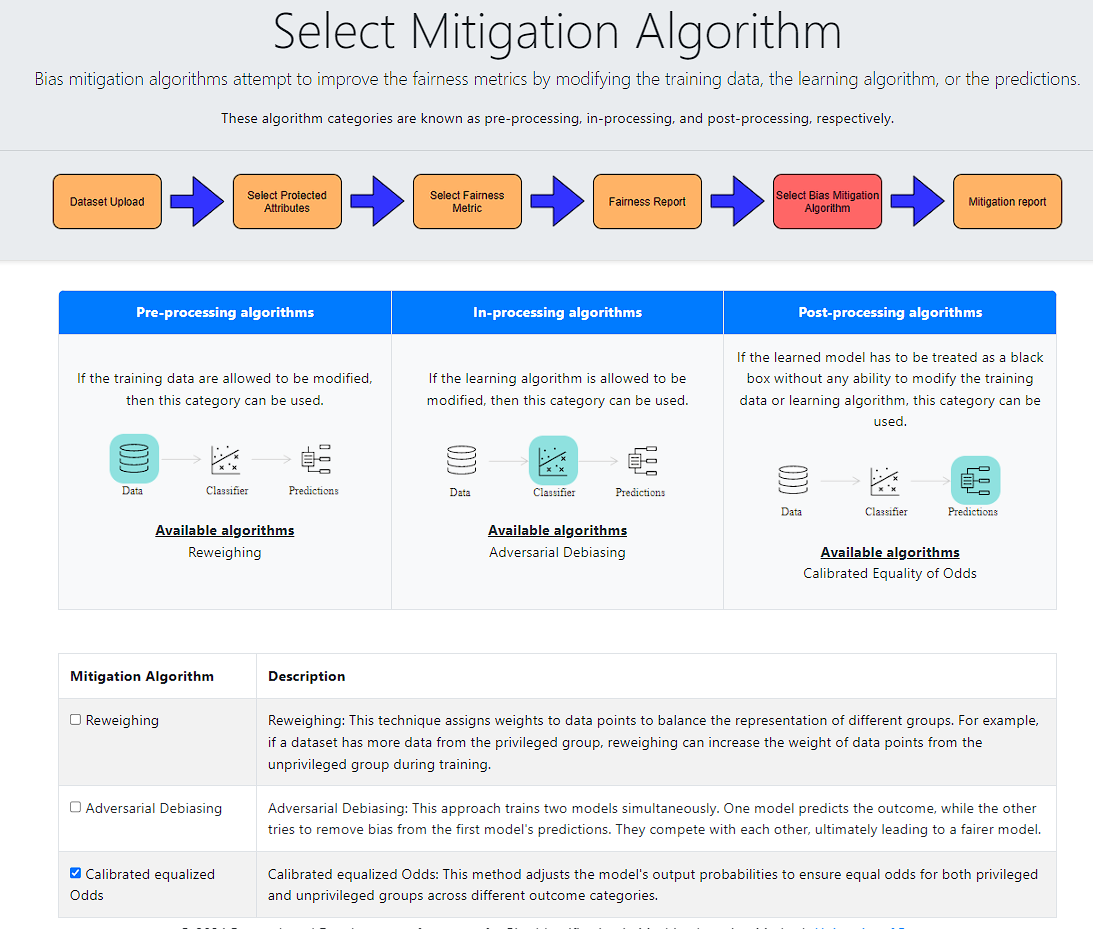 Select Mitigation Algorithm
Bias mitigation algorithms attempt to improve the fairness metrics by modifying the training data, the learning algorithm, or the predictions.
These algorithm categories are known as pre-processing, in-processing, and post-processing, respectively.
Dataset Upload
Select Protected
Attributes
Select Fairness
Metric
Fairness Report
Select Bias Mitigation
Algorithm
Mitigation report
Pre-processing algorithms
If the training data are allowed to be modified,
then this category can be used.
Data Classifier Predictions
Available algorithms
Reweighing
In-processing algorithms
If the learning algorithm is allowed to be
modified, then this category can be used.
Data Classifier Predictions
Available algorithms
Adversarial Debiasing
Post-processing algorithms
If the learned model has to be treated as a black
box without any ability to modify the training
data or learning algorithm, this category can be
used.
Data Classifier Predictions
Available algorithms
Calibrated Equality of Odds
Mitigation Algorithm Description
Reweighing
Reweighing: This technique assigns weights to data points to balance the representation of different groups. For example,
if a dataset has more data from the privileged group, reweighing can increase the weight of data points from the
unprivileged group during training.
Adversarial Debiasing
Adversarial Debiasing: This approach trains two models simultaneously. One model predicts the outcome, while the other
tries to remove bias from the first model's predictions. They compete with each other, ultimately leading to a fairer model.
Calibrated equalized
Odds
Calibrated equalized Odds: This method adjusts the model's output probabilities to ensure equal odds for both privileged
and unprivileged groups across different outcome categories.